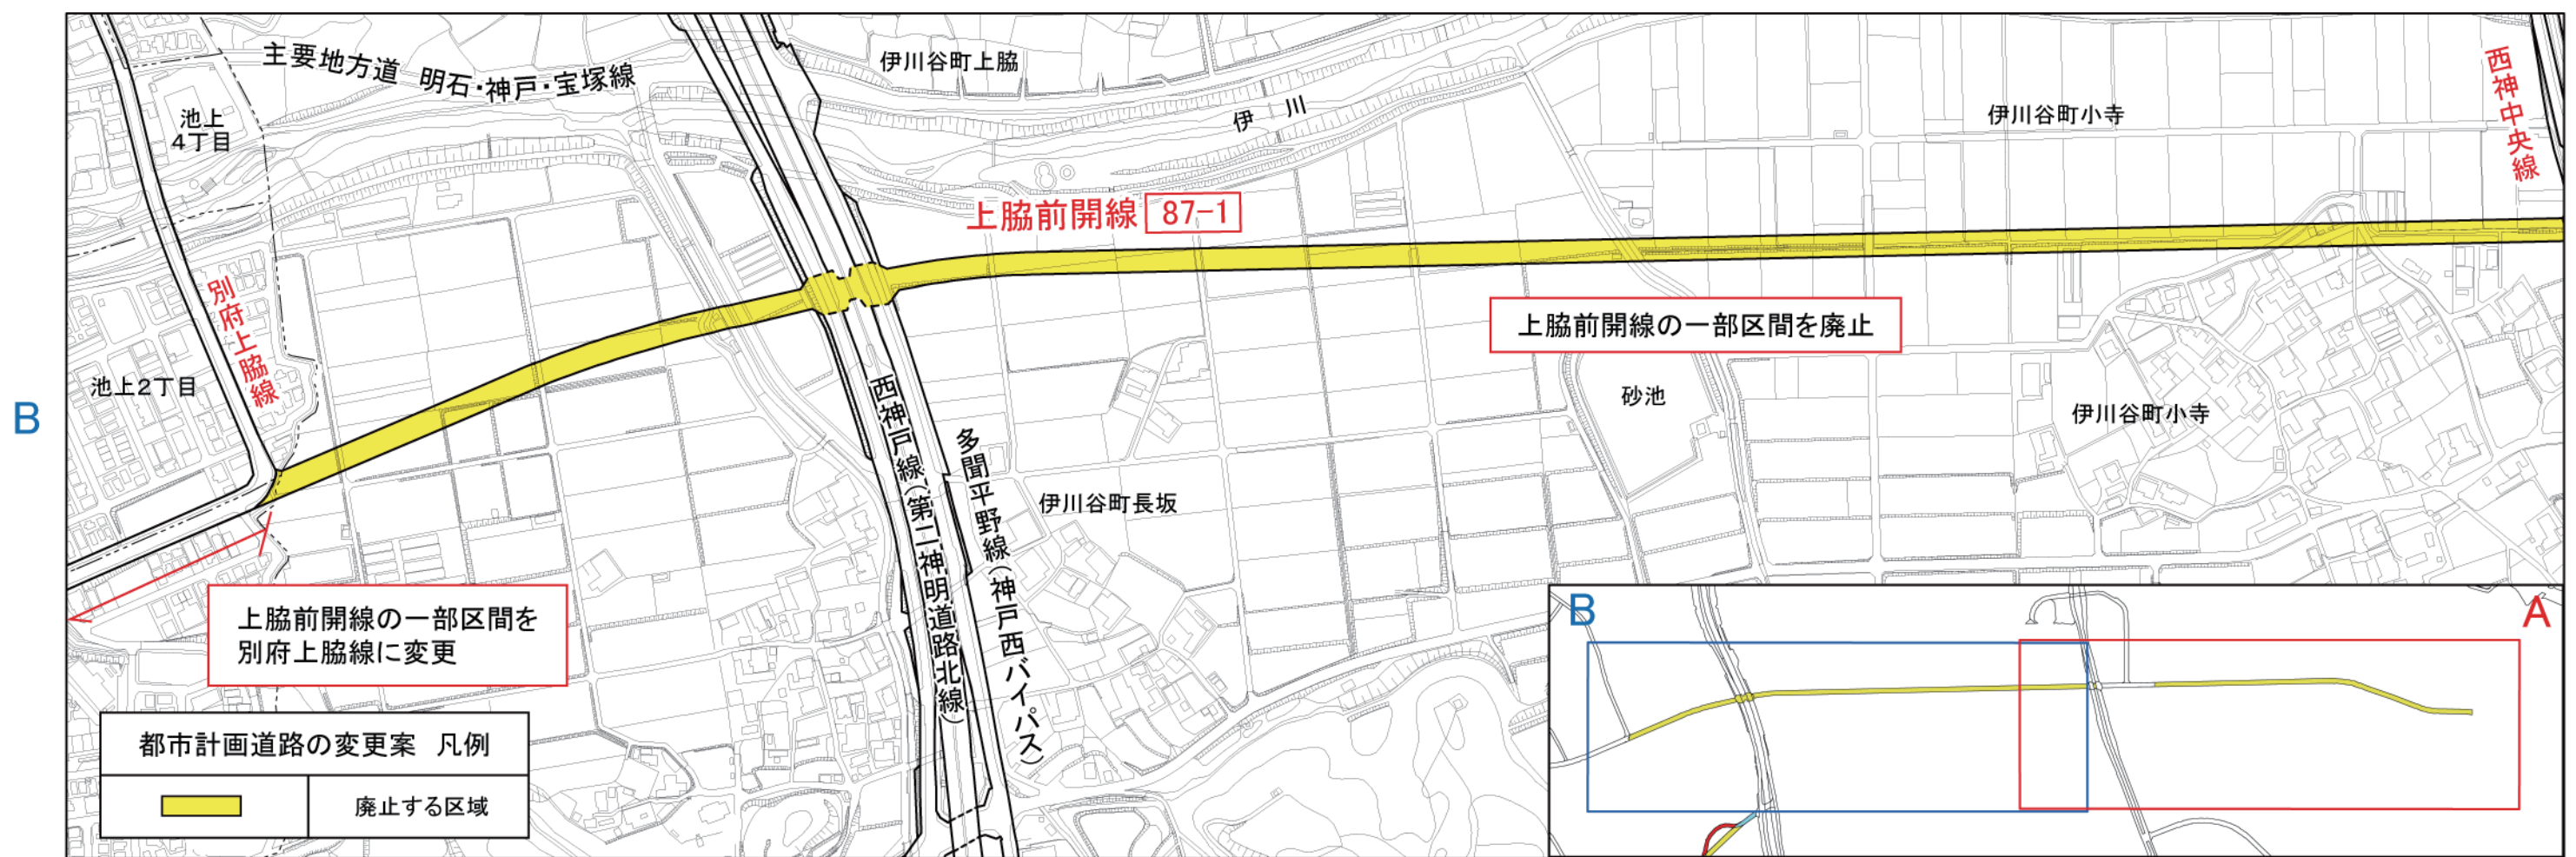 主要地方道 明石・神戸・宝塚線
伊川谷町上脇
西神中央線
池上
4丁目
伊川
伊川谷町小寺
上脇前開線 87-1
別府上脇線
上脇前開線の一部区間を廃止
池上2丁目
B
砂池
伊川谷町小寺
西神戸線(第二神明道路北線)
多聞平野線(神戸西バイパス)
伊川谷町長坂
上脇前開線の一部区間を
別府上脇線に変更
B
A
都市計画道路の変更案 凡例
廃止する区域